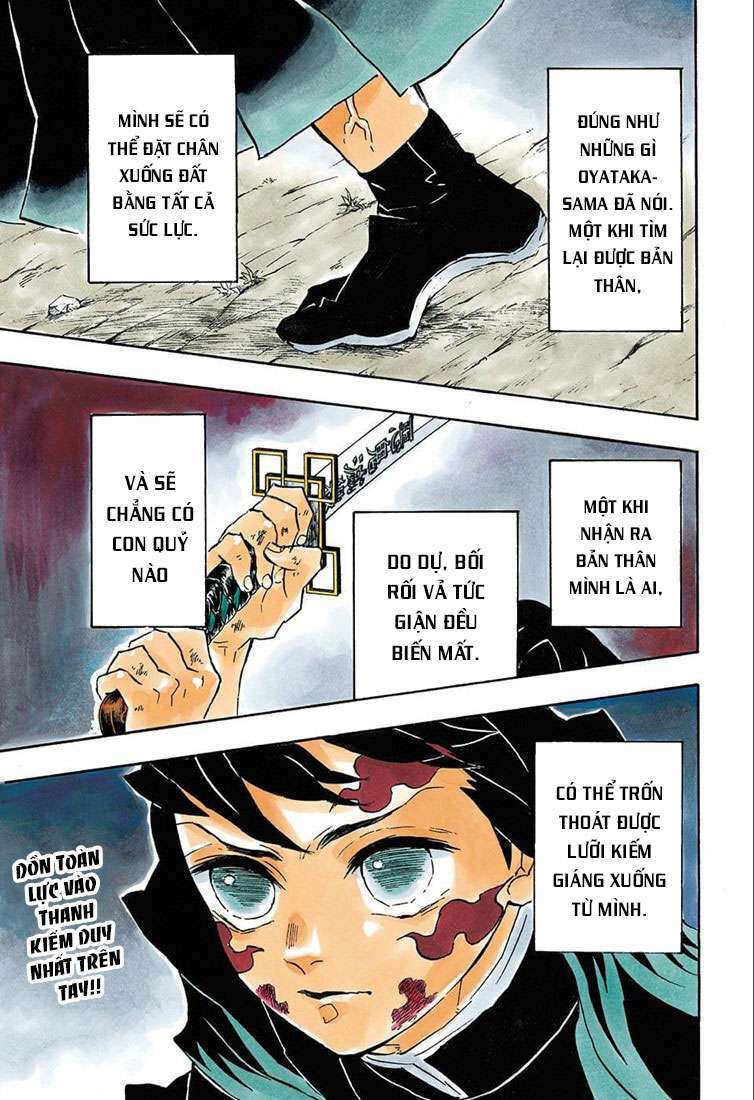 ĐÚNG NHƯ
NHỮNG GÌ
OYATAKA-
SAMA ĐÃ NÓI.
MỘT KHI TÌM
LẠI ĐƯỢC BẢN
THÂN,
MÌNH SẼ CÓ
THỂ ĐẶT CHÂN
XUỐNG ĐẤT
BẰNG TẤT CẢ
SỨC LỰC.
MỘT KHI
NHẬN RA
BẢN THÂN
MÌNH LÀ AI,
DO DỰ, BỐI
RỐI VẢ TỨC
GIẬN ĐỀU
BIẾN MẤT.
VÀ SẼ
CHẲNG CÓ
CON QUỶ
NÀO
CÓ THỂ TRỐN
THOÁT ĐƯỢC
LƯỠI KIẾM
GIÁNG XUỐNG
TỪ MÌNH.
DỒN TOÀN
LỰC VÀO
THANH
KIẾM DUY
NHẤT TRÊN
TAY!!